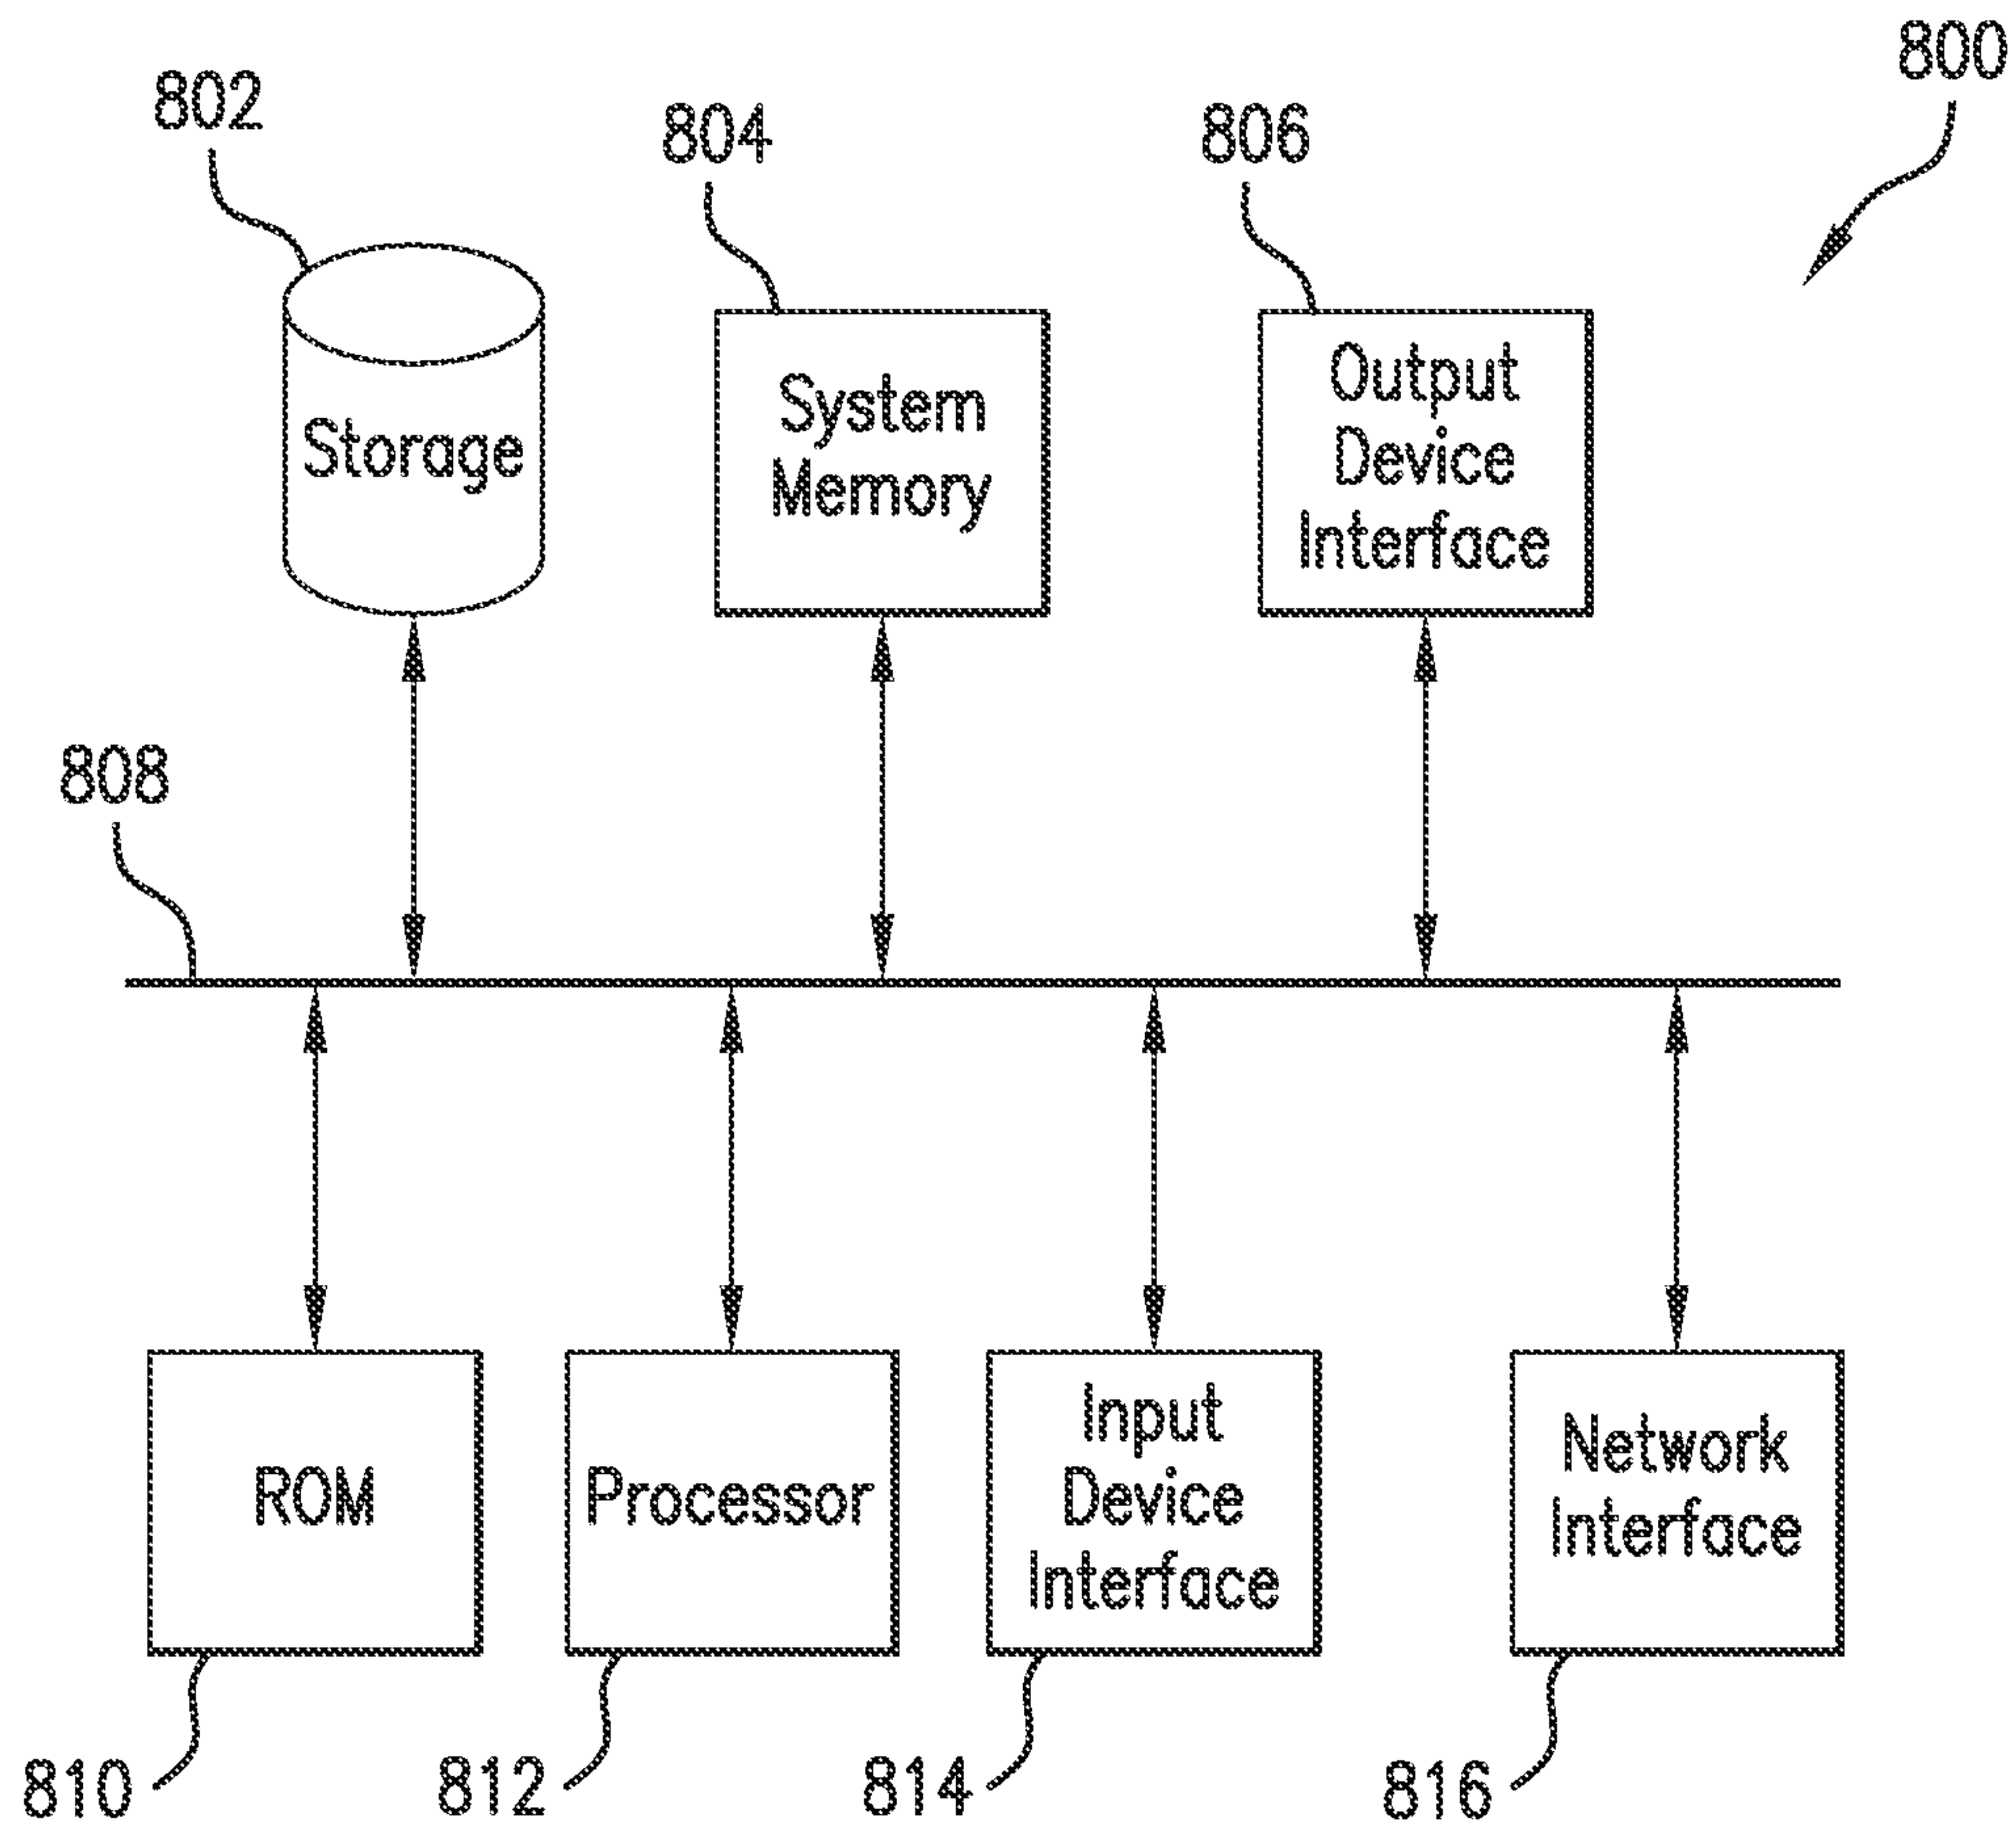 800
802
804
806
Storage
System
Memory
Output
Device
Interface
808
ROM
Processor
Input
Device
Interface
Network
Interface
810
812
814
816